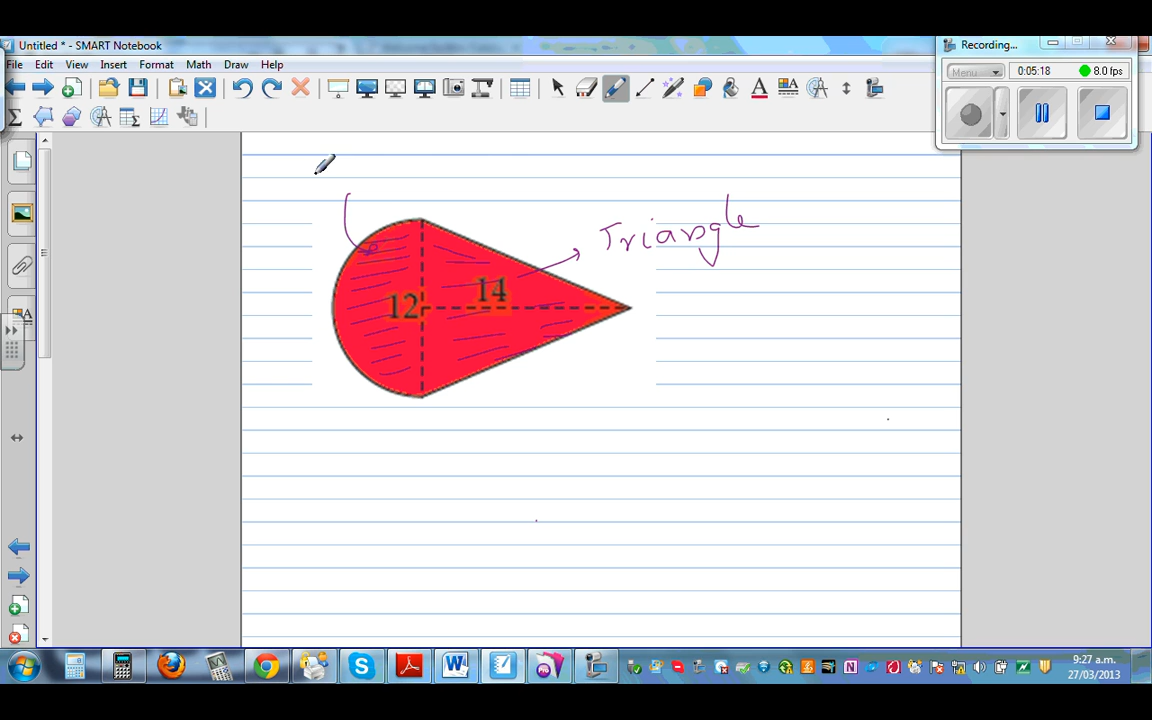 Untitled * - SMART Notebook
Recording...
File Edit View Insert Format Math Draw Help
Menu
0:05:18
8.0 fps
Triangle
14
12
9:27 a.m.
27/03/2013